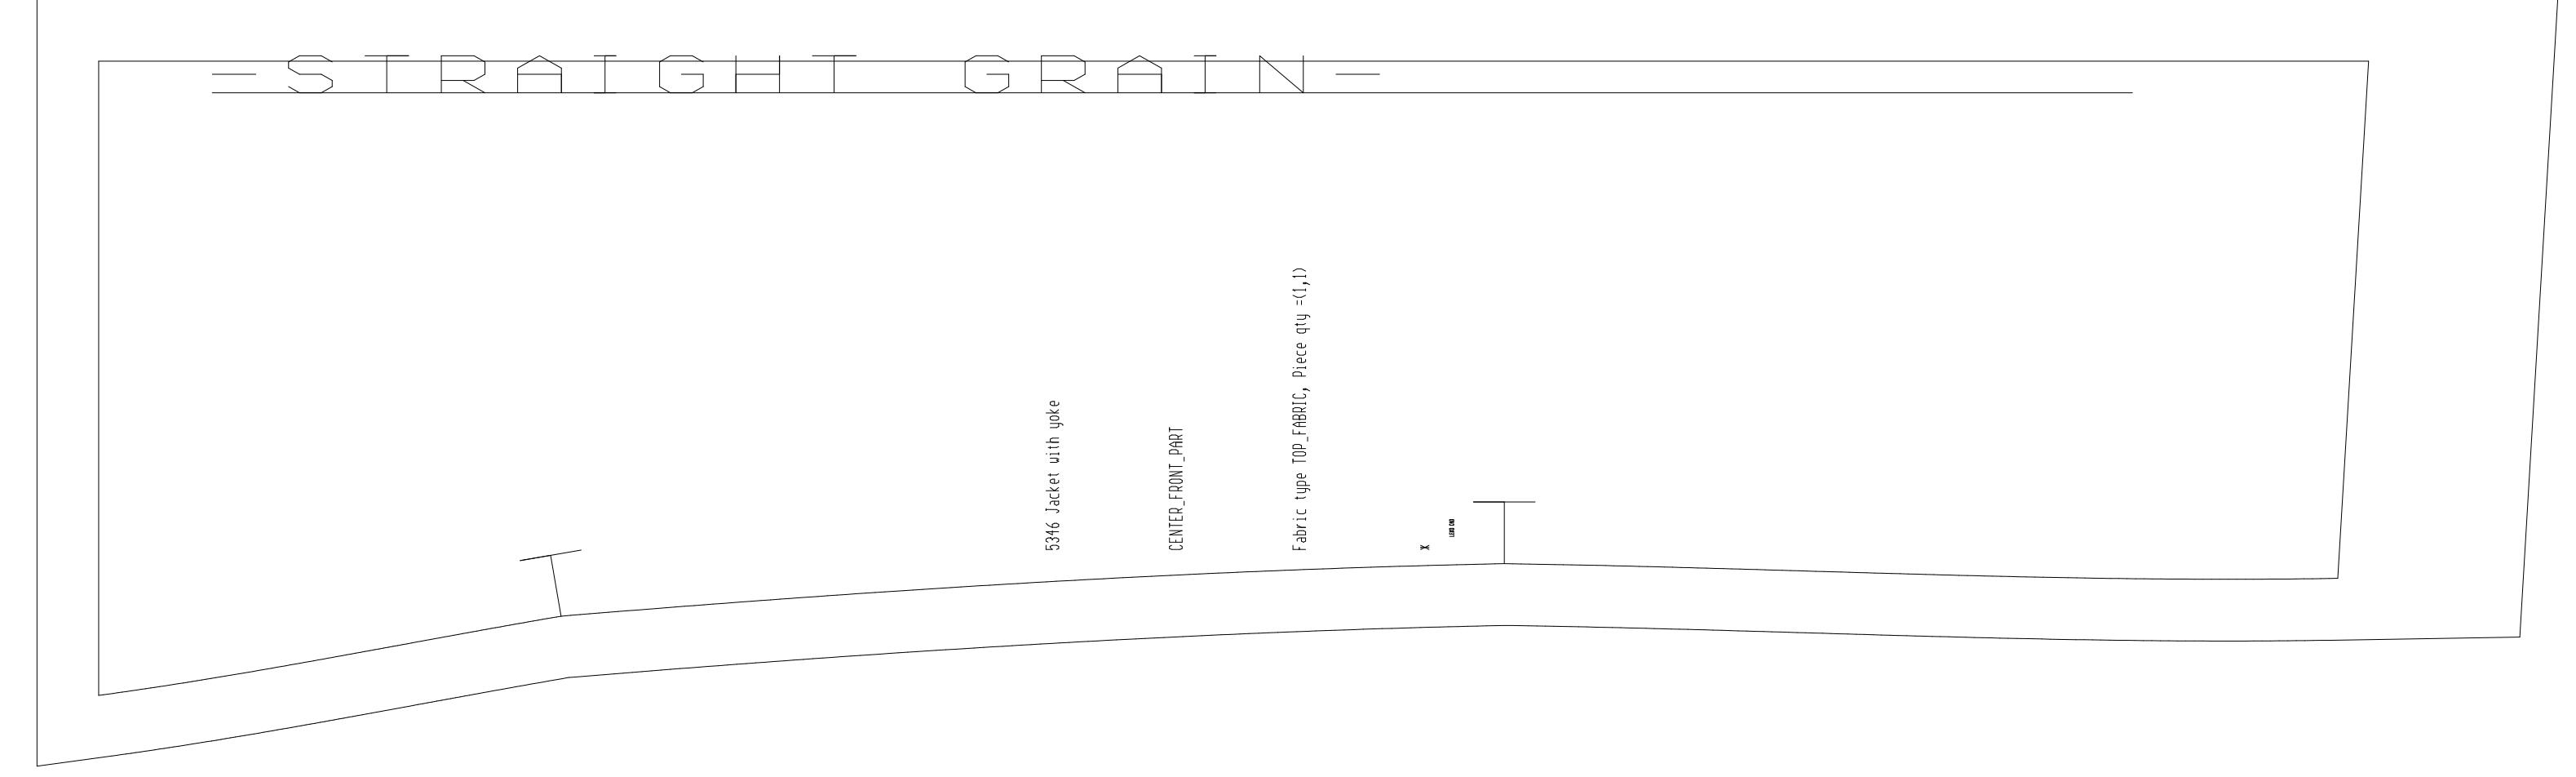 - STRAIGHT GRAIN -
5346 Jacket with yoke
CENTER_FRONT_PART
Fabric type TOP_FABRIC, Piece qty =(1,1)